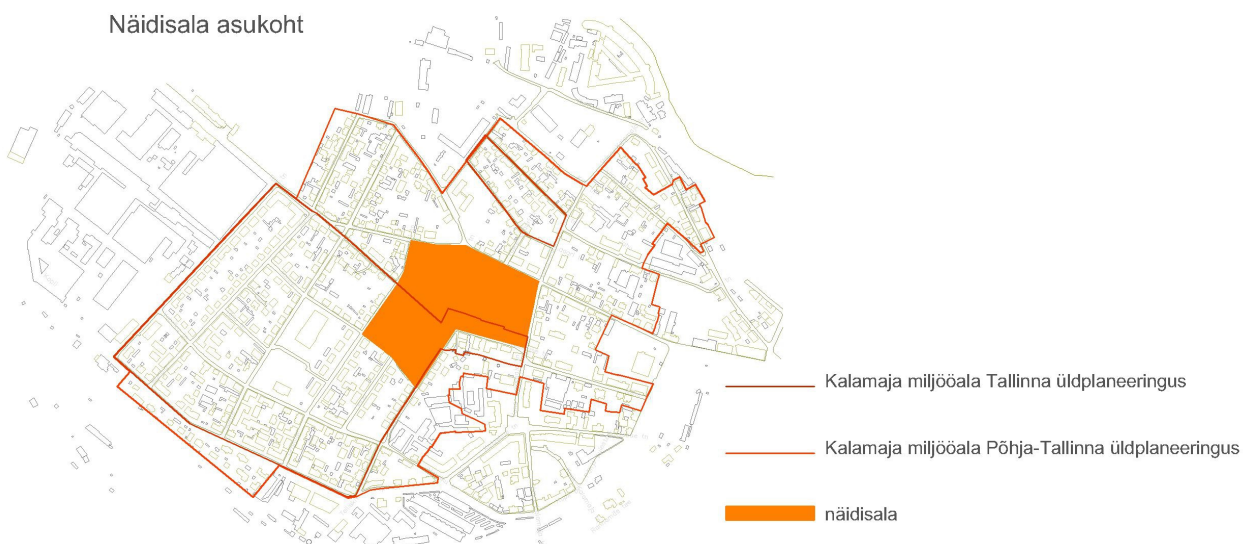 Näidisala asukoht
Kalamaja miljööala Tallinna üldplaneeringus
Kalamaja miljööala Põhja-Tallinna üldplaneeringus
näidisala